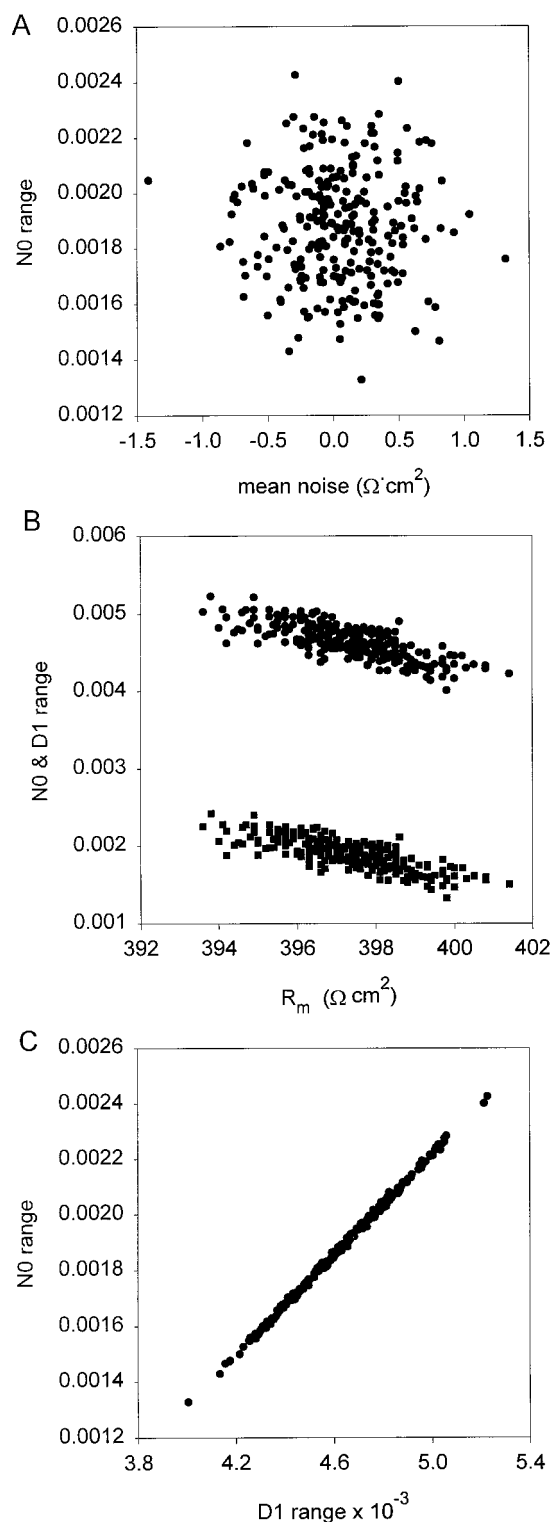 A
0.0026
0.0024
0.0022
0.0020
0.0018
0.0016
0.0014
0.0012
N0 range
-1.5 -1.0 -0.5 0.0 0.5 1.0 1.5
mean noise (Ω·cm²)
B
0.006
0.005
0.004
0.003
0.002
0.001
N0 & D1 range
392 394 396 398 400 402
Rm (Ω cm²)
C
0.0026
0.0024
0.0022
0.0020
0.0018
0.0016
0.0014
0.0012
N0 range
3.8 4.2 4.6 5.0 5.4
D1 range x 10⁻³